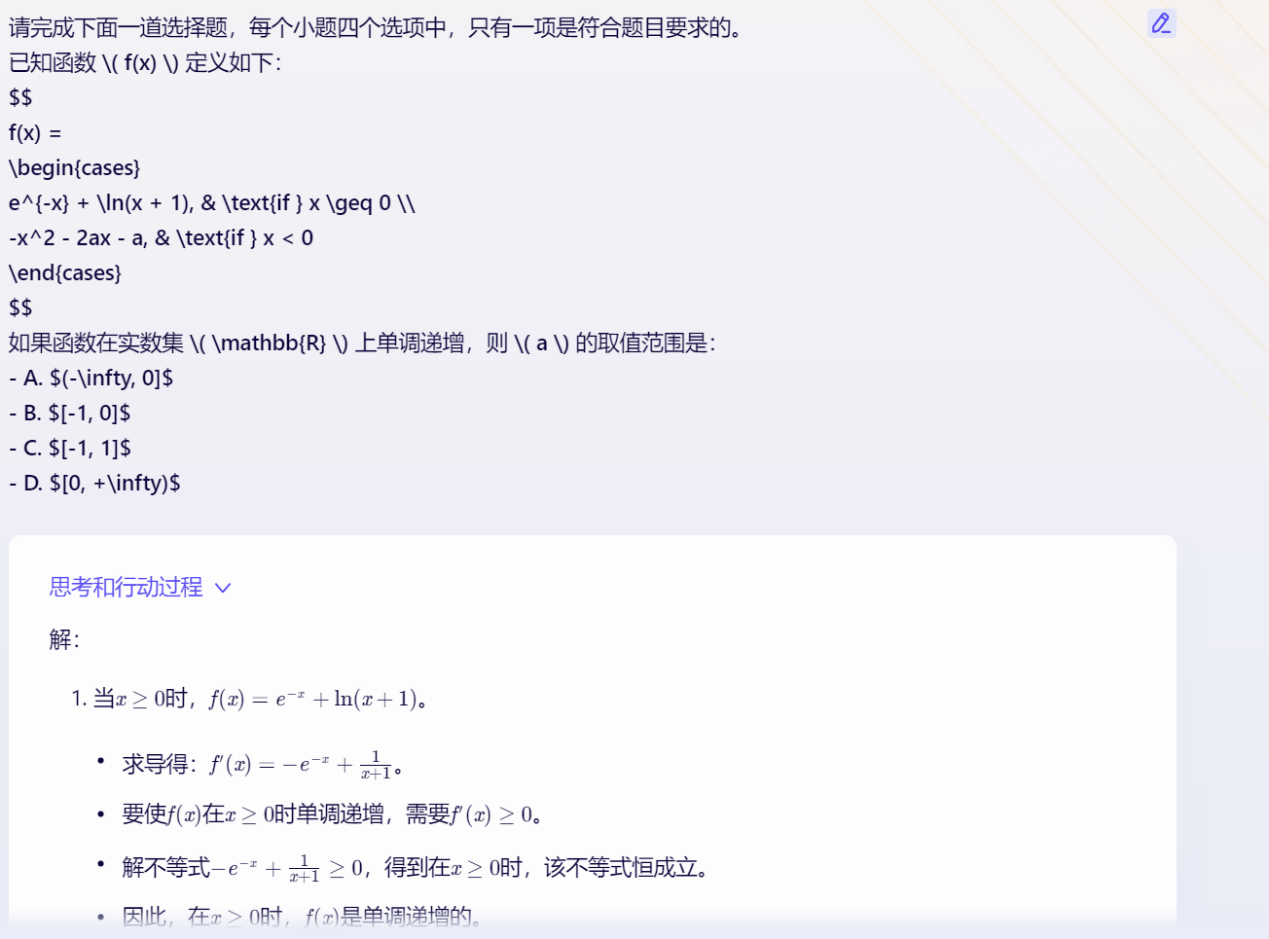 请完成下面一道选择题，每个小题四个选项中，只有一项是符合题目要求的。
已知函数 \( f(x) \) 定义如下：
$$
f(x) =
\begin{cases}
e^{-x} + \ln(x + 1), & \text{if } x \geq 0 \\
-x^2 - 2ax - a, & \text{if } x < 0
\end{cases}
$$
如果函数在实数集 \( \mathbb{R} \) 上单调递增，则 \( a \) 的取值范围是：
- A. $(-\infty, 0]$
- B. $[-1, 0]$
- C. $[-1, 1]$
- D. $[0, +\infty)$
思考和行动过程
解：
1. 当x ≥ 0时，f(x) = e^{-x} + ln(x + 1)。
• 求导得：f′(x) = −e^{-x} + \frac{1}{x+1}。
• 要使f(x)在x ≥ 0时单调递增，需要f′(x) ≥ 0。
• 解不等式−e^{-x} + \frac{1}{x+1} ≥ 0，得到在x ≥ 0时，该不等式恒成立。
• 因此，在x ≥ 0时，f(x)是单调递增的。